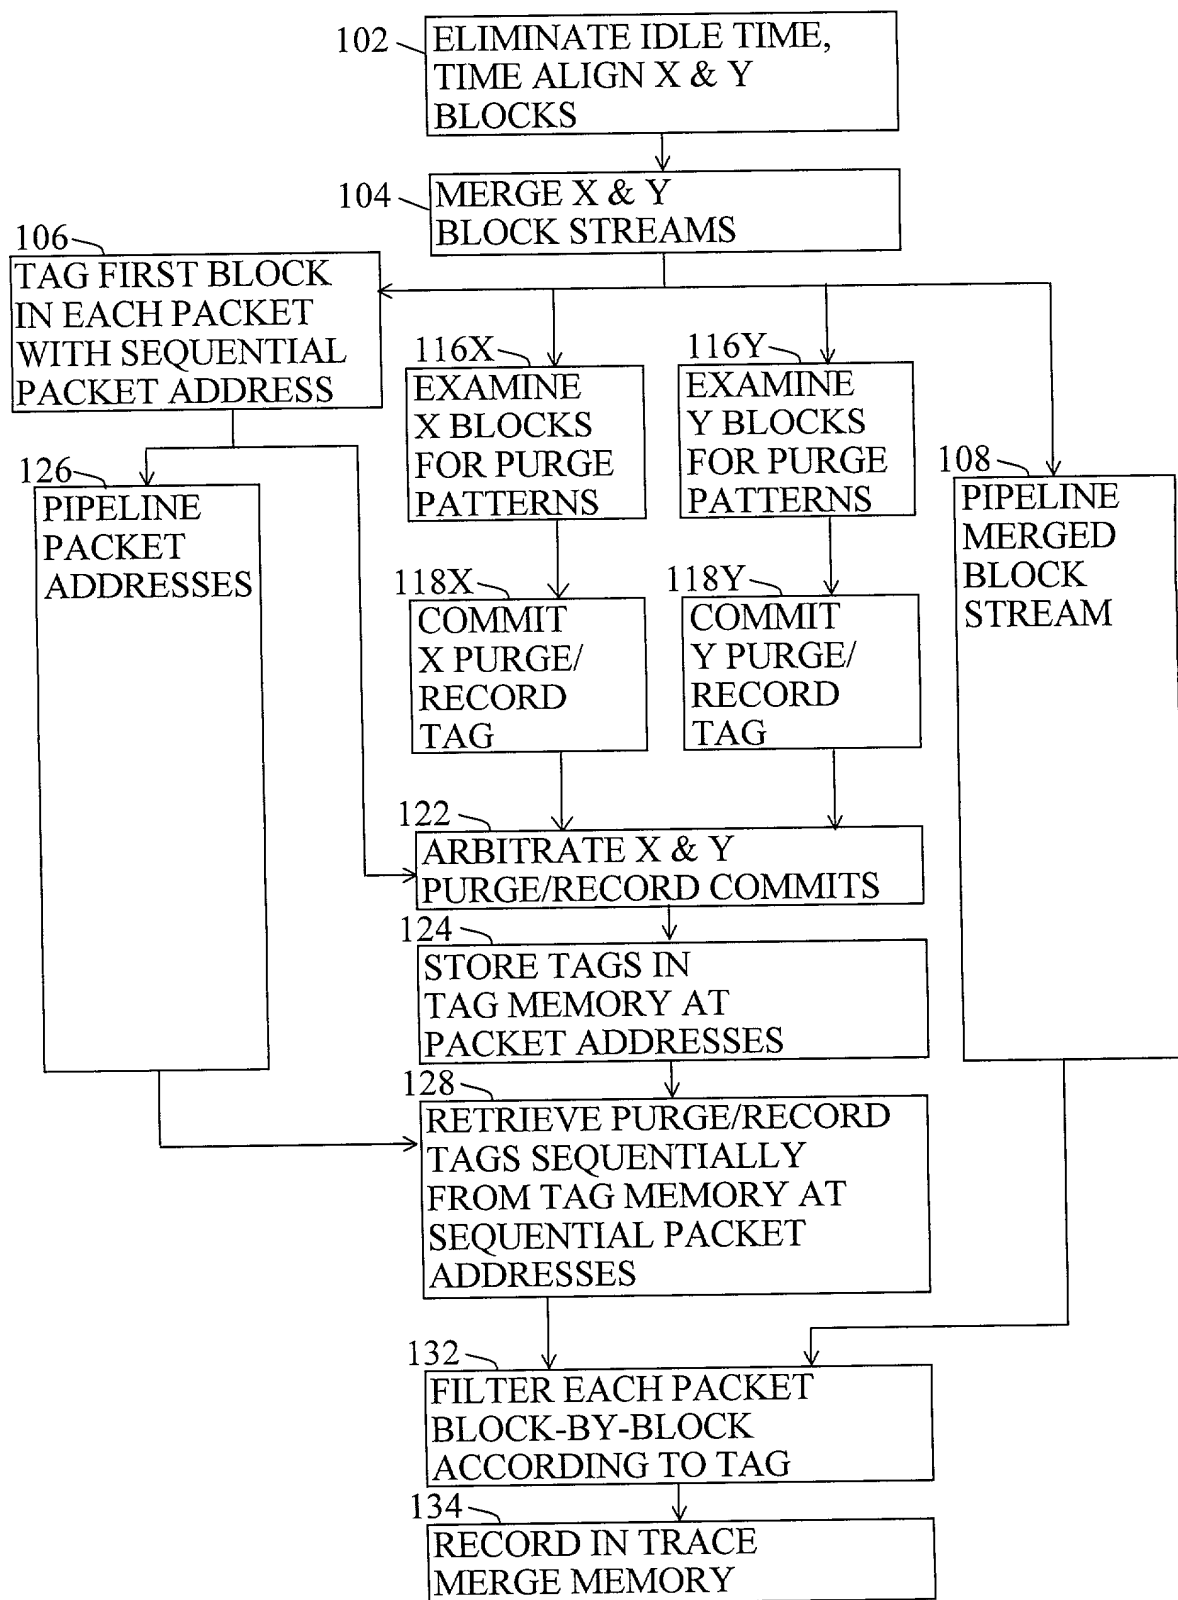 102
ELIMINATE IDLE TIME,
TIME ALIGN X & Y
BLOCKS
104
MERGE X & Y
BLOCK STREAMS
106
TAG FIRST BLOCK
IN EACH PACKET
WITH SEQUENTIAL
PACKET ADDRESS
116X
EXAMINE
X BLOCKS
FOR PURGE
PATTERNS
116Y
EXAMINE
Y BLOCKS
FOR PURGE
PATTERNS
126
PIPELINE
PACKET
ADDRESSES
108
PIPELINE
MERGED
BLOCK
STREAM
118X
COMMIT
X PURGE/
RECORD
TAG
118Y
COMMIT
Y PURGE/
RECORD
TAG
122
ARBITRATE X & Y
PURGE/RECORD COMMITS
124
STORE TAGS IN
TAG MEMORY AT
PACKET ADDRESSES
128
RETRIEVE PURGE/RECORD
TAGS SEQUENTIALLY
FROM TAG MEMORY AT
SEQUENTIAL PACKET
ADDRESSES
132
FILTER EACH PACKET
BLOCK-BY-BLOCK
ACCORDING TO TAG
134
RECORD IN TRACE
MERGE MEMORY